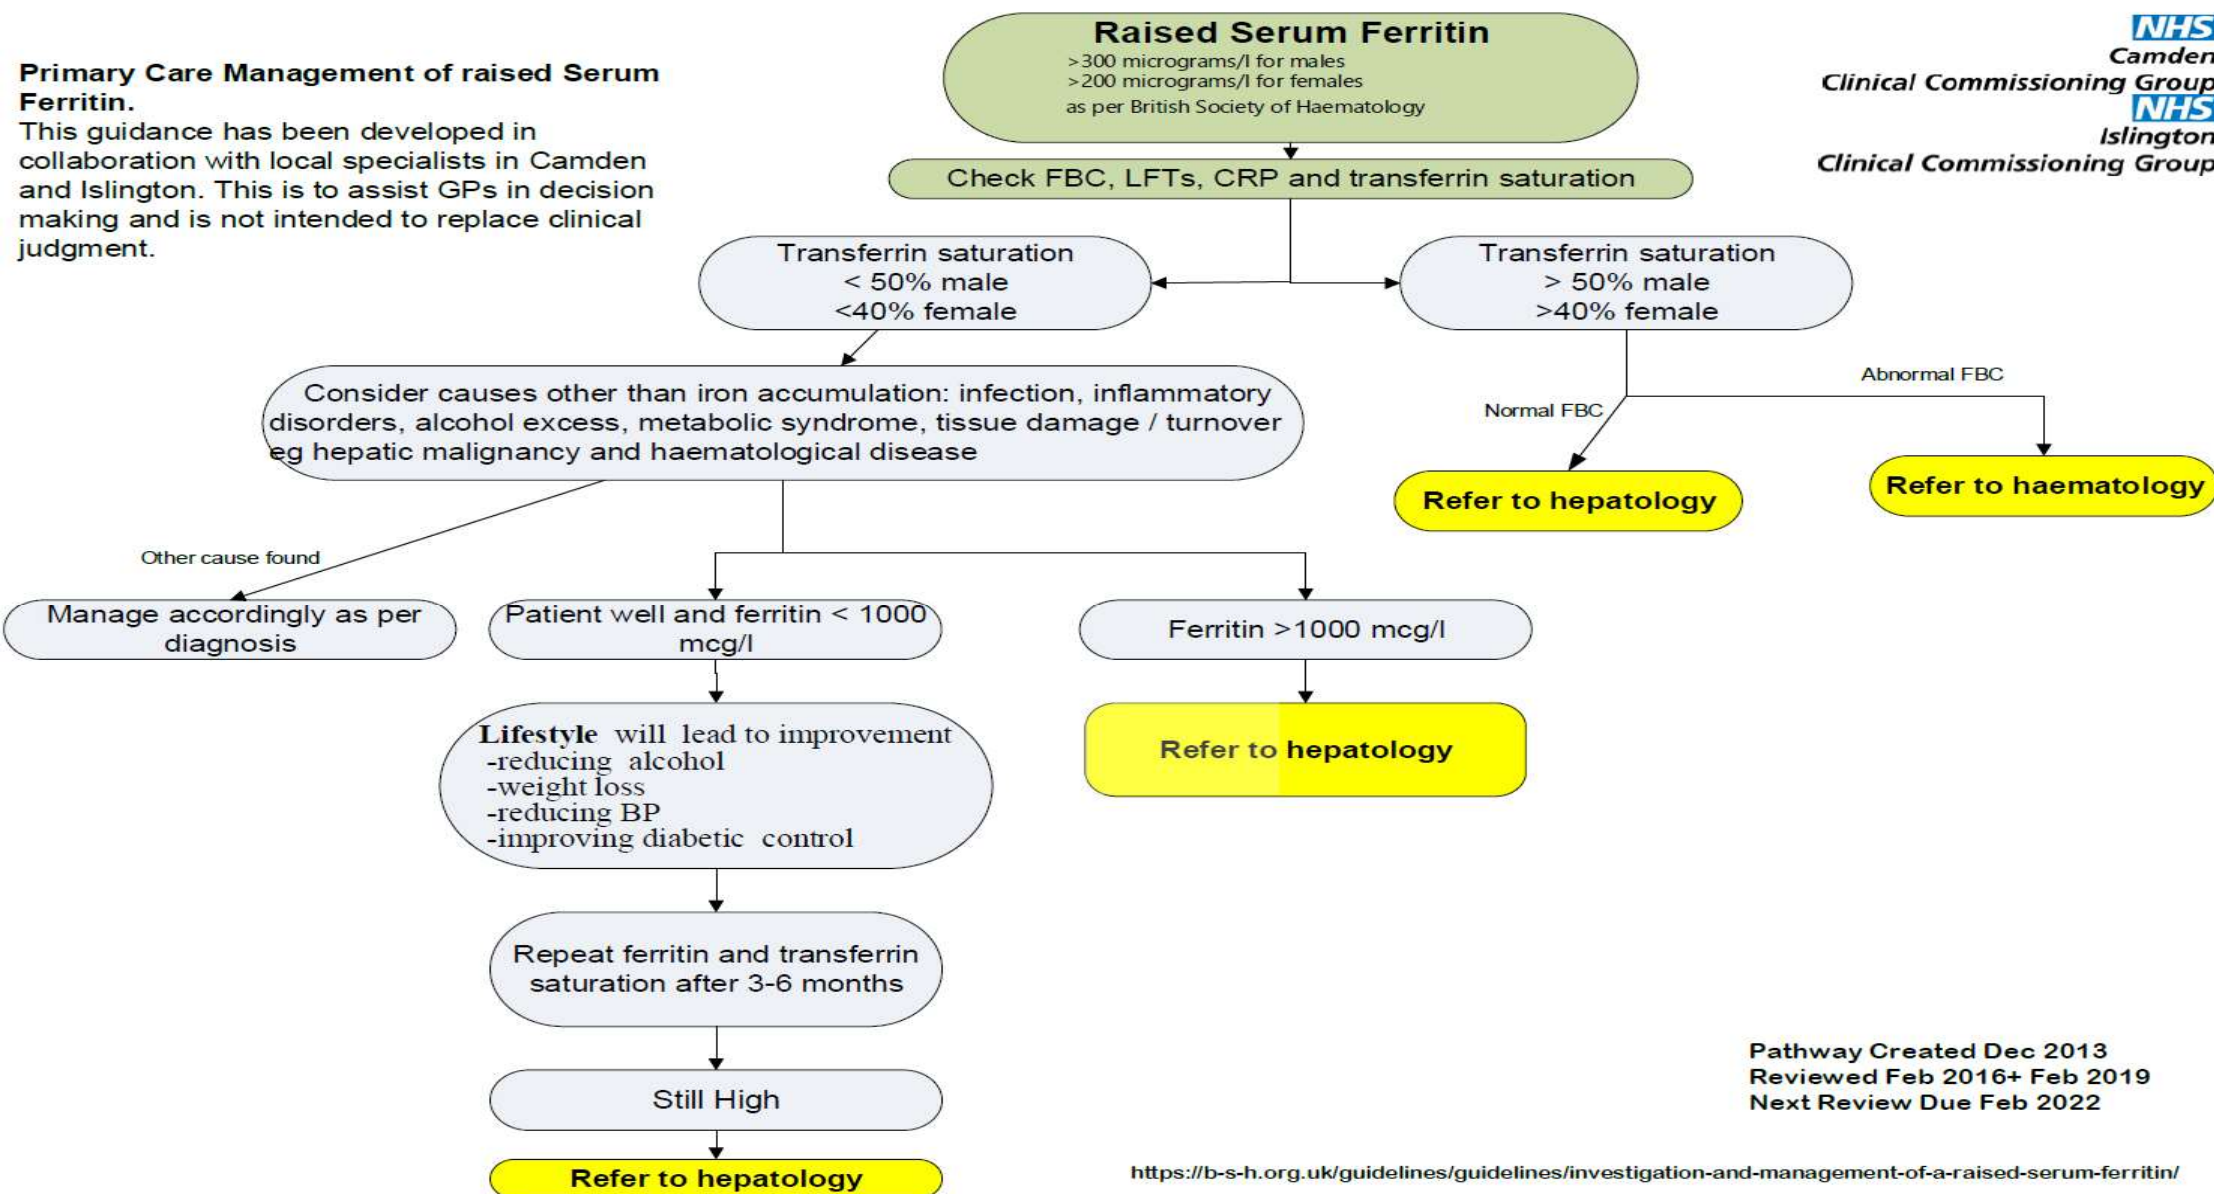 Primary Care Management of raised Serum
Ferritin.
This guidance has been developed in
collaboration with local specialists in Camden
and Islington. This is to assist GPs in decision
making and is not intended to replace clinical
judgment.
Raised Serum Ferritin
>300 micrograms/l for males
>200 micrograms/l for females
as per British Society of Haematology
NHS
Camden
Clinical Commissioning Group
NHS
Islington
Clinical Commissioning Group
Check FBC, LFTs, CRP and transferrin saturation
Transferrin saturation
< 50% male
<40% female
Transferrin saturation
> 50% male
>40% female
Consider causes other than iron accumulation: infection, inflammatory
disorders, alcohol excess, metabolic syndrome, tissue damage / turnover
eg hepatic malignancy and haematological disease
Normal FBC
Abnormal FBC
Refer to hepatology
Refer to haematology
Other cause found
Manage accordingly as per
diagnosis
Patient well and ferritin < 1000
mcg/l
Ferritin >1000 mcg/l
Lifestyle will lead to improvement
-reducing alcohol
-weight loss
-reducing BP
-improving diabetic control
Refer to hepatology
Repeat ferritin and transferrin
saturation after 3-6 months
Still High
Refer to hepatology
Pathway Created Dec 2013
Reviewed Feb 2016+ Feb 2019
Next Review Due Feb 2022
https://b-s-h.org.uk/guidelines/guidelines/investigation-and-management-of-a-raised-serum-ferritin/